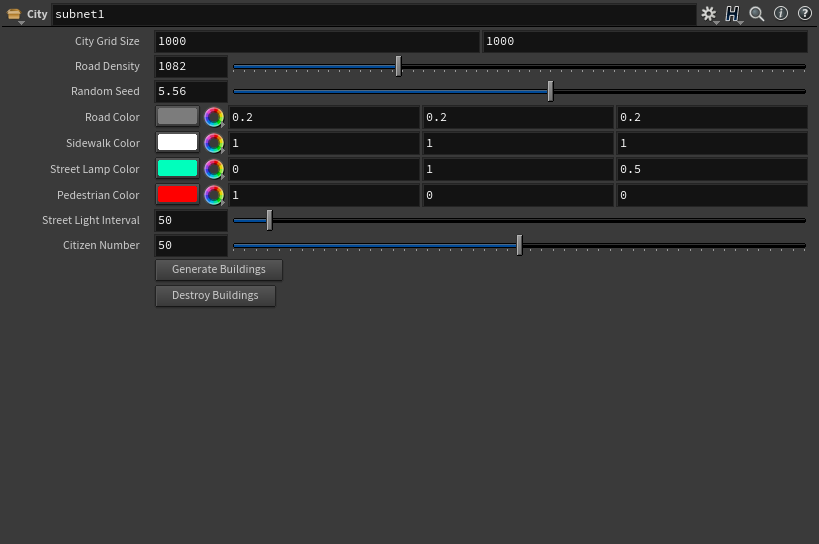 City subnet1
City Grid Size 1000 1000
Road Density 1082
Random Seed 5.56
Road Color 0.2 0.2 0.2
Sidewalk Color 1 1 1
Street Lamp Color 0 1 0.5
Pedestrian Color 1 0 0
Street Light Interval 50
Citizen Number 50
Generate Buildings
Destroy Buildings